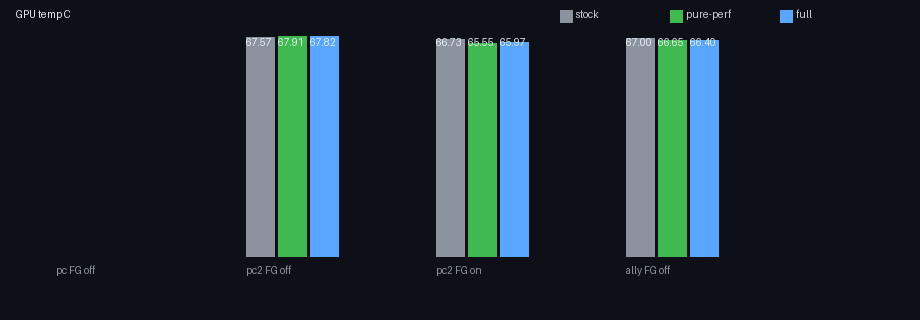 GPU temp C
stock pure-perf full
67.57 67.91 67.82 66.73 65.55 65.97 67.00 66.65 66.40
pc FG off pc2 FG off pc2 FG on ally FG off